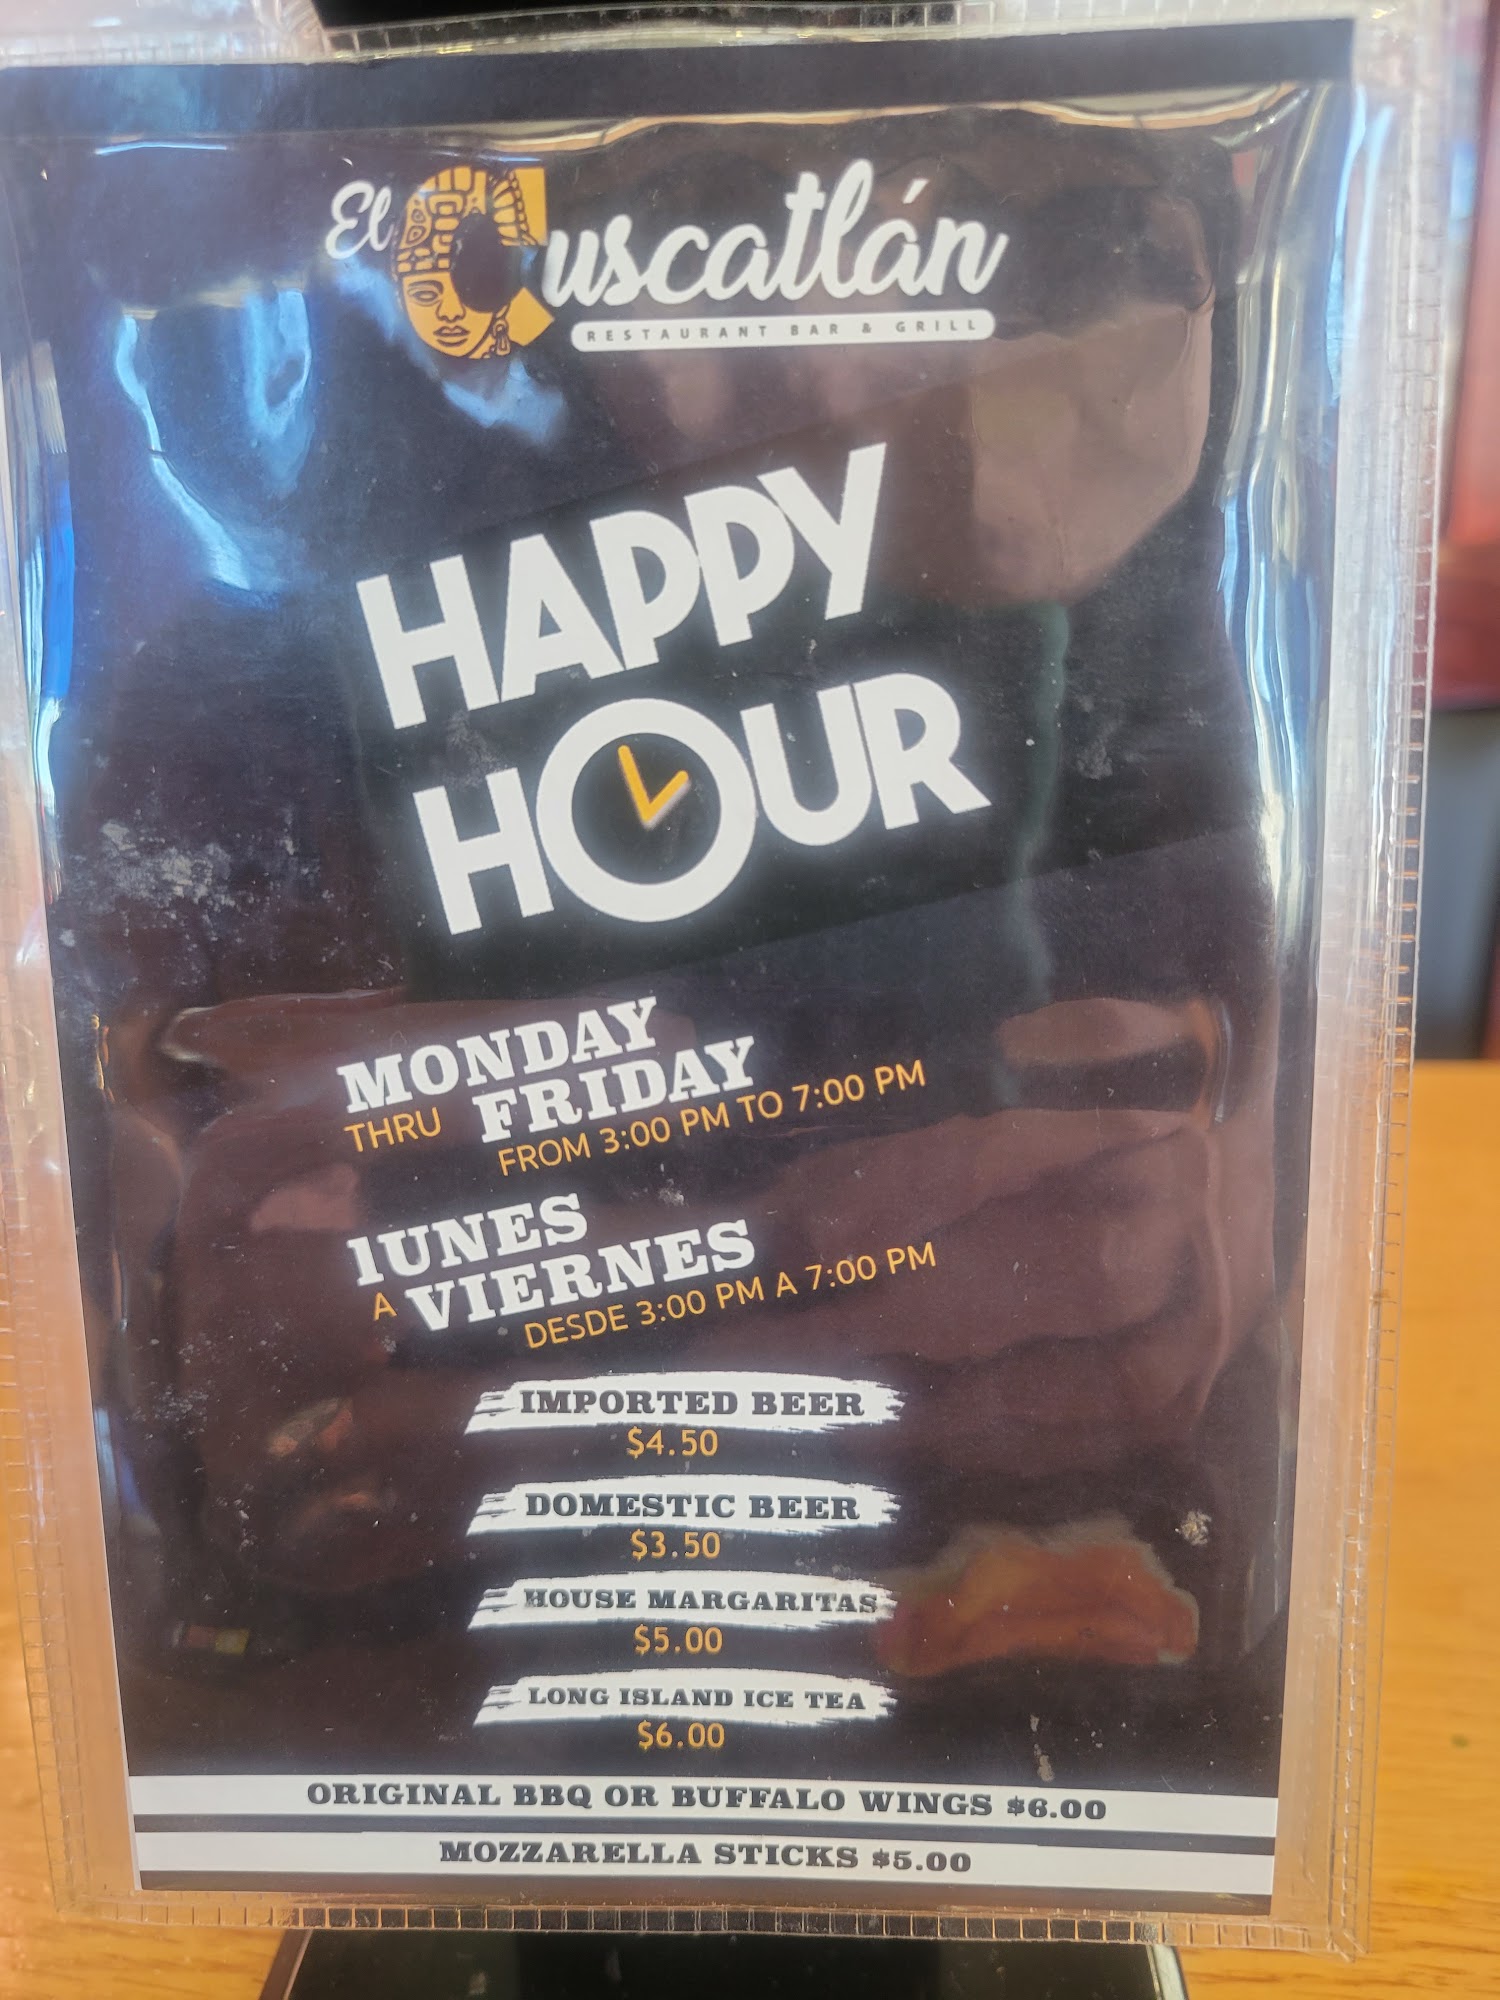 El Cuscatlán
RESTAURANT BAR & GRILL
HAPPY
HOUR
MONDAY
THRU FRIDAY
FROM 3:00 PM TO 7:00 PM
lUNES
A VIERNES
DESDE 3:00 PM A 7:00 PM
IMPORTED BEER
$4.50
DOMESTIC BEER
$3.50
HOUSE MARGARITAS
$5.00
LONG ISLAND ICE TEA
$6.00
ORIGINAL BBQ OR BUFFALO WINGS $6.00
MOZZARELLA STICKS $5.00